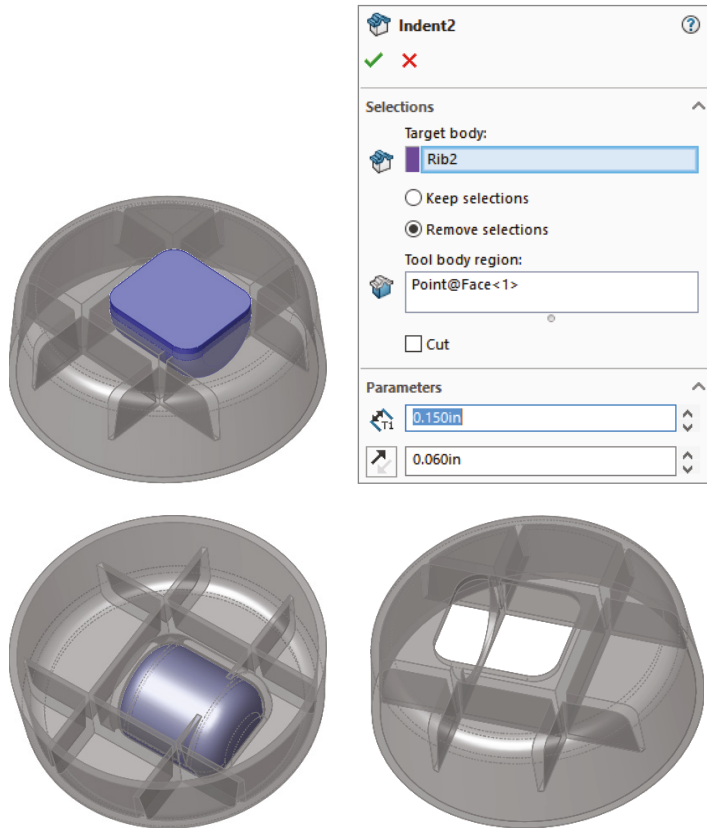 Indent2
Selections
Target body:
Rib2
Keep selections
Remove selections
Tool body region:
Point@Face<1>
Cut
Parameters
T1
0.150in
0.060in